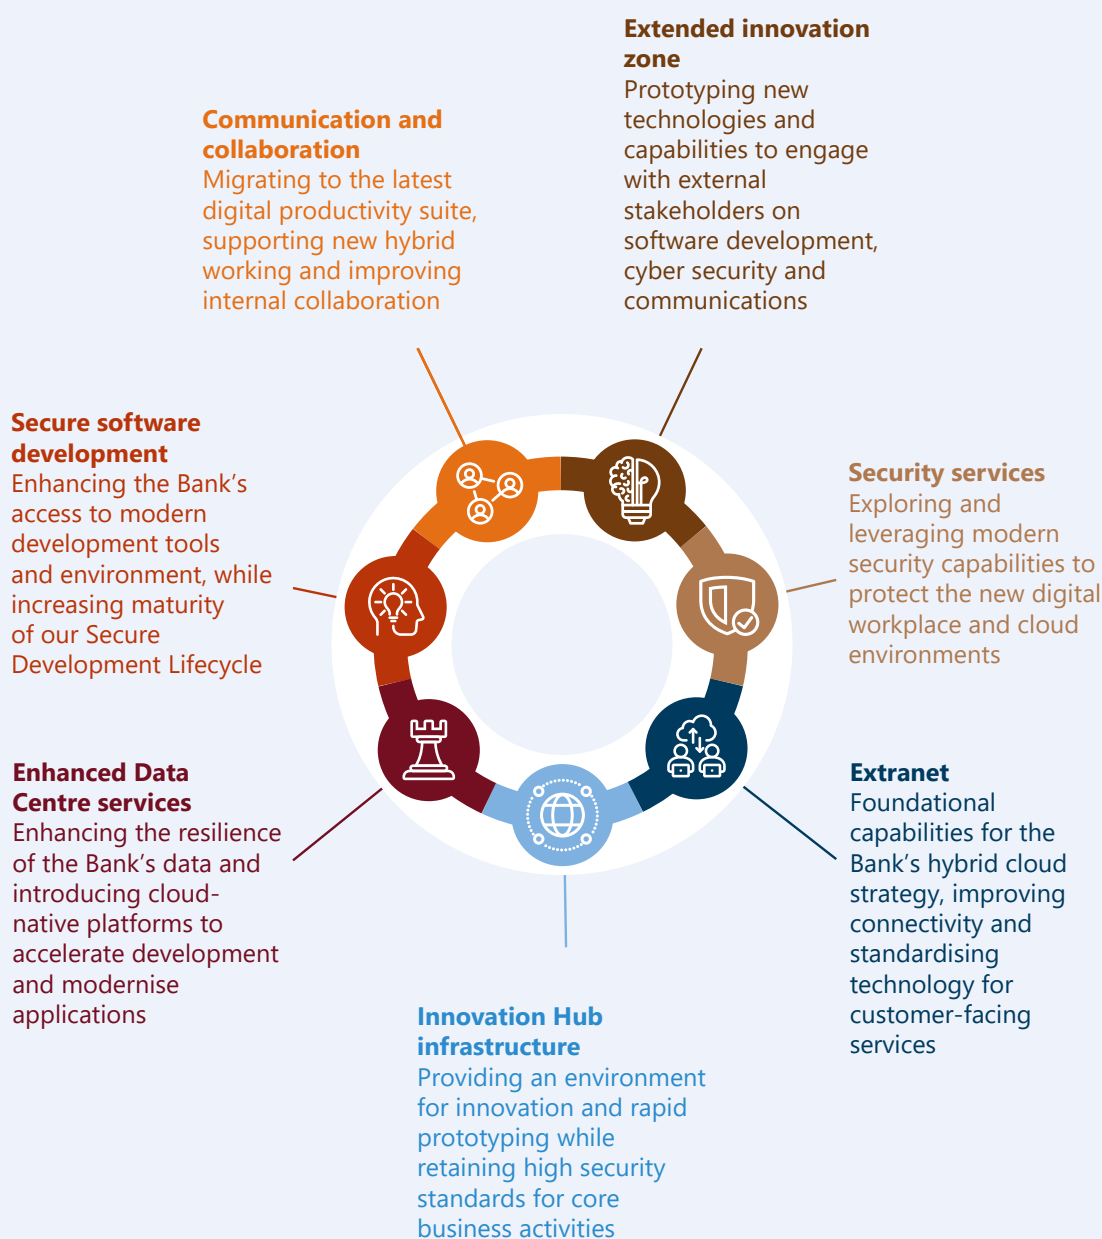 Extended innovation
zone
Prototyping new
technologies and
capabilities to engage
with external
stakeholders on
software development,
cyber security and
communications
Communication and
collaboration
Migrating to the latest
digital productivity suite,
supporting new hybrid
working and improving
internal collaboration
Secure software
development
Enhancing the Bank’s
access to modern
development tools
and environment, while
increasing maturity
of our Secure
Development Lifecycle
Security services
Exploring and
leveraging modern
security capabilities to
protect the new digital
workplace and cloud
environments
Enhanced Data
Centre services
Enhancing the resilience
of the Bank’s data and
introducing cloud-
native platforms to
accelerate development
and modernise
applications
Extranet
Foundational
capabilities for the
Bank’s hybrid cloud
strategy, improving
connectivity and
standardising
technology for
customer-facing
services
Innovation Hub
infrastructure
Providing an environment
for innovation and rapid
prototyping while
retaining high security
standards for core
business activities